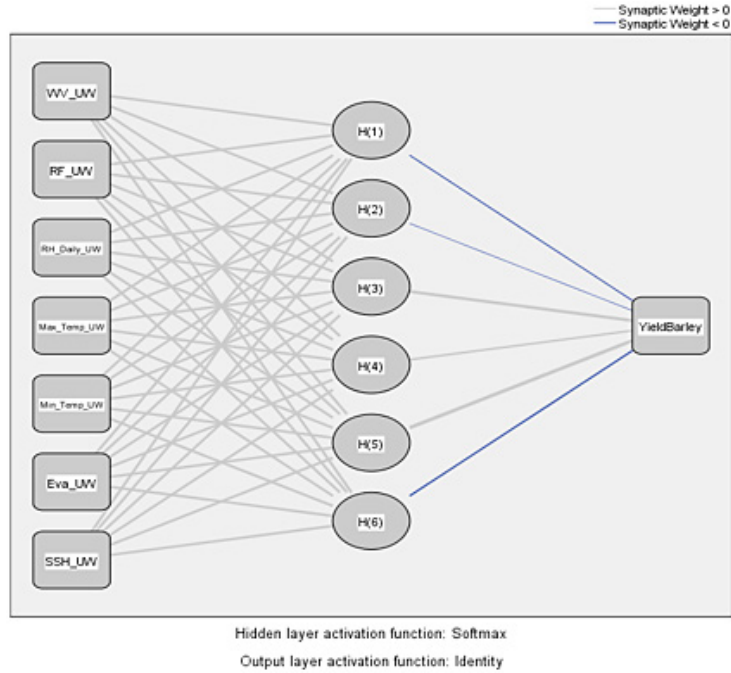 Synaptic Weight > 0
Synaptic Weight < 0
WV_UW
RF_UW
RH_Daily_UW
Max_Temp_UW
Min_Temp_UW
Eva_UW
SSH_UW
H(1)
H(2)
H(3)
H(4)
H(5)
H(6)
YieldBarley
Hidden layer activation function: Softmax
Output layer activation function: Identity